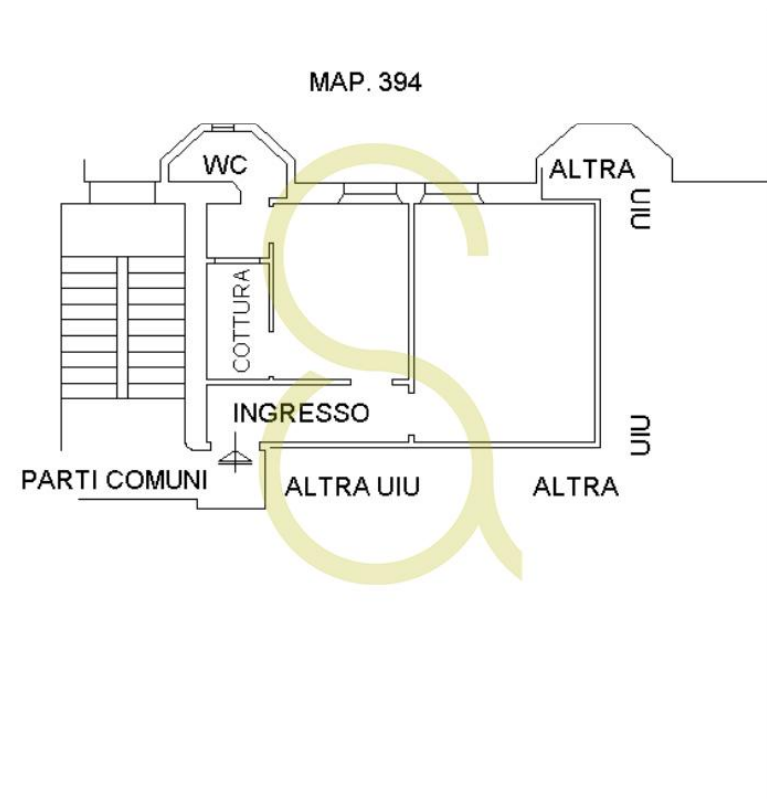 MAP. 394
WC
ALTRA
UIU
COTTURA
INGRESSO
UIU
PARTI COMUNI
ALTRA UIU
ALTRA